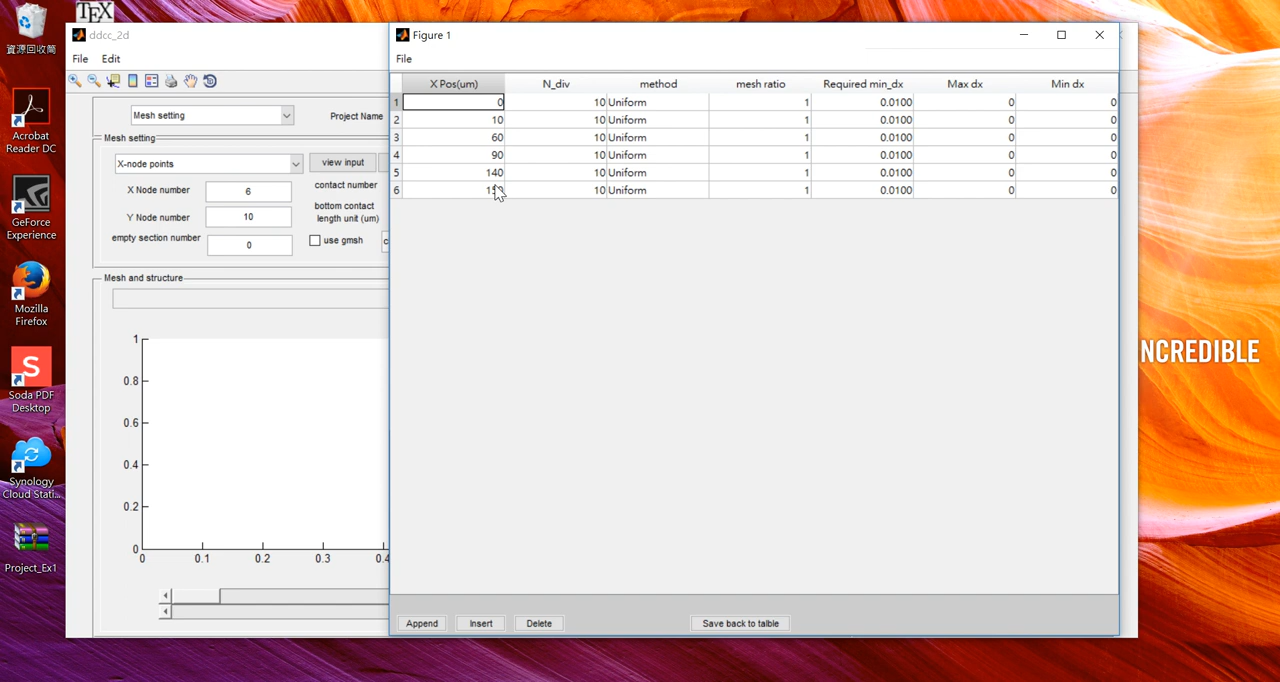 TEX
資源回收筒
Acrobat
Reader DC
GeForce
Experience
Mozilla
Firefox
Soda PDF
Desktop
Synology
Cloud Stati...
Project_Ex1
ddcc_2d
File Edit
Mesh setting
Project Name
Mesh setting
X-node points
view input
X Node number
6
contact number
Y Node number
10
bottom contact
length unit (um)
empty section number
0
use gmsh
Mesh and structure
1
0.8
0.6
0.4
0.2
0
0 0.1 0.2 0.3
Figure 1
File
X Pos(um) N_div method mesh ratio Required min_dx Max dx Min dx
1 0 10 Uniform 1 0.0100 0 0
2 10 10 Uniform 1 0.0100 0 0
3 60 10 Uniform 1 0.0100 0 0
4 90 10 Uniform 1 0.0100 0 0
5 140 10 Uniform 1 0.0100 0 0
6 10 Uniform 1 0.0100 0 0
Append Insert Delete Save back to talble
NCREDIBLE